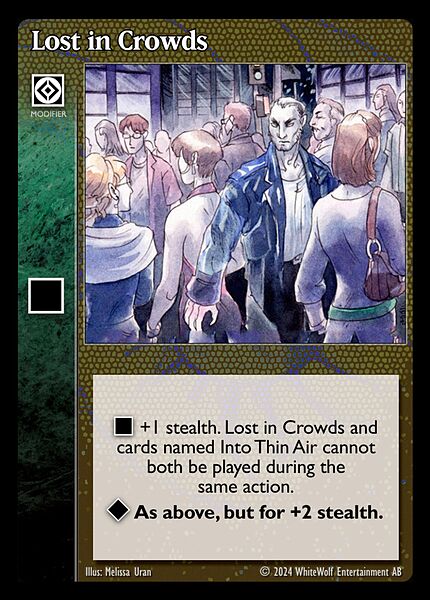 Lost in Crowds
MODIFIER
+1 stealth. Lost in Crowds and
cards named Into Thin Air cannot
both be played during the
same action.
As above, but for +2 stealth.
Illus: Melissa Uran
© 2024 WhiteWolf Entertainment AB